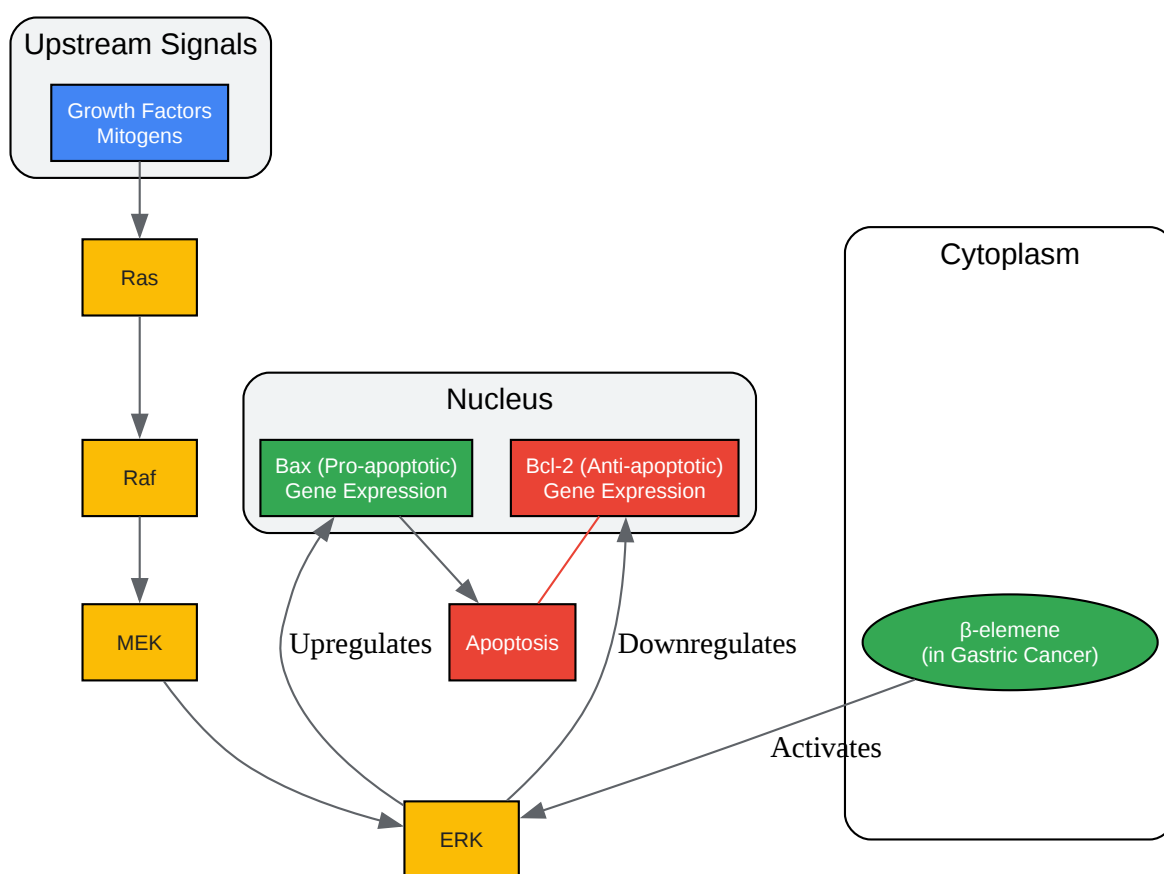 Upstream Signals
Growth Factors
Mitogens
Ras
Cytoplasm
Nucleus
Bax (Pro-apoptotic)
Gene Expression
Bcl-2 (Anti-apoptotic)
Gene Expression
Raf
MEK
Upregulates
Apoptosis
Downregulates
β-elemene
(in Gastric Cancer)
Activates
ERK